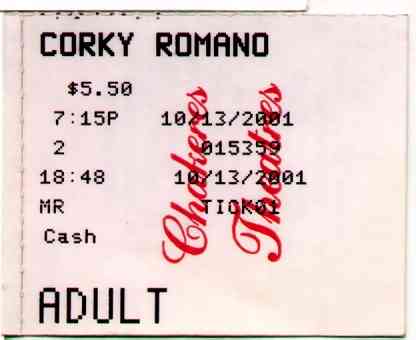 CORKY ROMANO
$5.50
7:15P 10/13/2001
2 015359
18:48 10/13/2001
MR TICK01
Cash
ADULT
Chakeres
Theatres